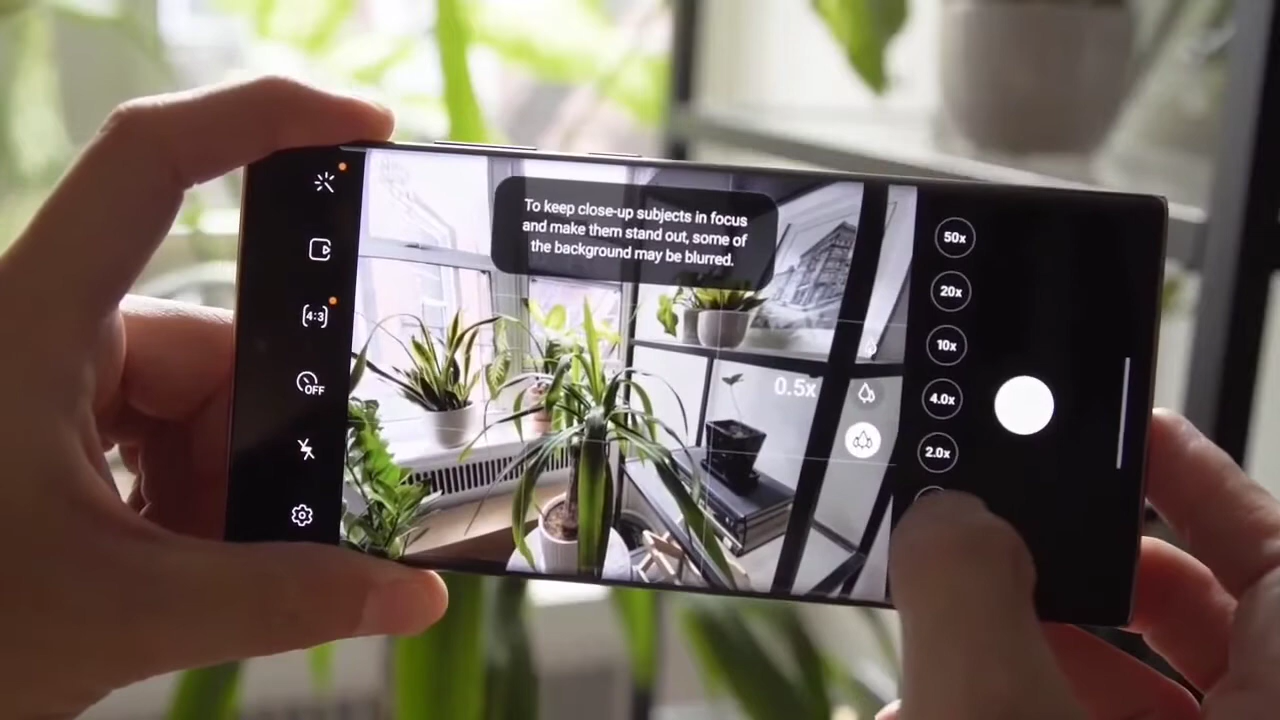 To keep close-up subjects in focus
and make them stand out, some of
the background may be blurred.
50x
20x
10x
4.0x
2.0x
0.5x
4:3
OFF